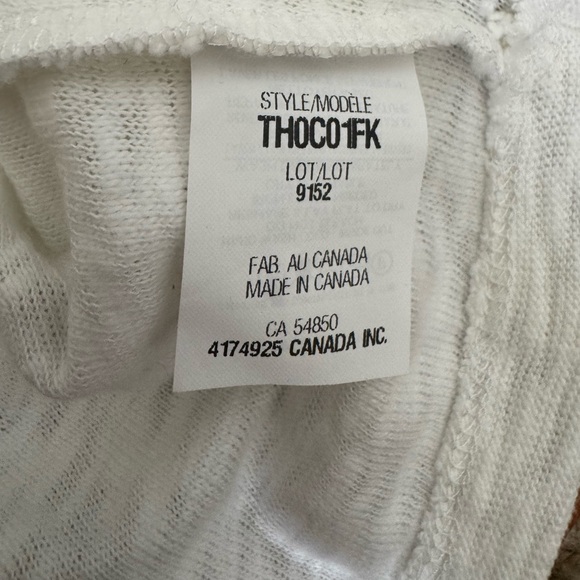 STYLE/MODÈLE
THOC01FK
LOT/LOT
9152
FAB. AU CANADA
MADE IN CANADA
CA 54850
4174925 CANADA INC.